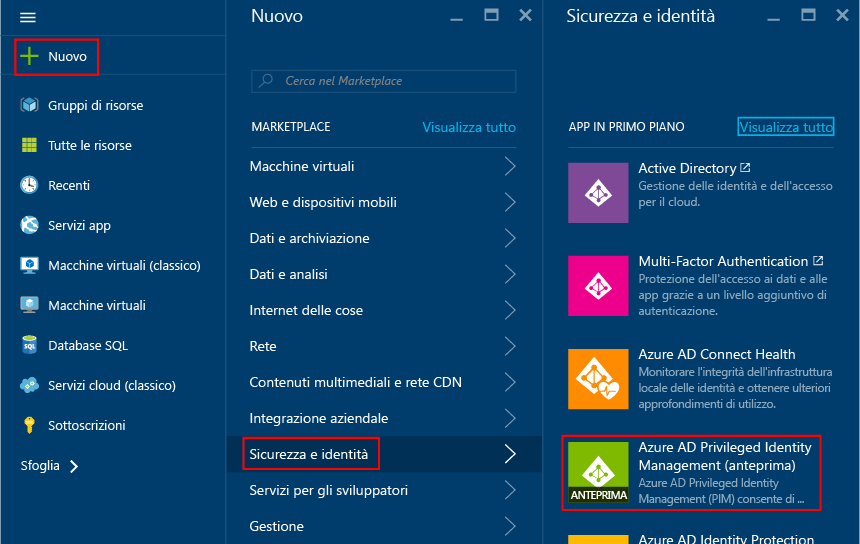 Nuovo
Gruppi di risorse
Tutte le risorse
Recenti
Servizi app
Macchine virtuali (classico)
Macchine virtuali
SQL
Database SQL
Servizi cloud (classico)
Sottoscrizioni
Sfoglia
Nuovo
Cerca nel Marketplace
MARKETPLACE Visualizza tutto
Macchine virtuali
Web e dispositivi mobili
Dati e archiviazione
Dati e analisi
Internet delle cose
Rete
Contenuti multimediali e rete CDN
Integrazione aziendale
Sicurezza e identità
Servizi per gli sviluppatori
Gestione
Sicurezza e identità
APP IN PRIMO PIANO Visualizza tutto
Active Directory
Gestione delle identità e dell'accesso
per il cloud.
Multi-Factor Authentication
Protezione dell'accesso ai dati e alle
app grazie a un livello aggiuntivo di
autenticazione.
Azure AD Connect Health
Monitorare l'integrità dell'infrastruttura
locale delle identità e ottenere ulteriori
approfondimenti di utilizzo.
ANTEPRIMA
Azure AD Privileged Identity
Management (anteprima)
Azure AD Privileged Identity
Management (PIM) consente di ...
Azure AD Identity Protection